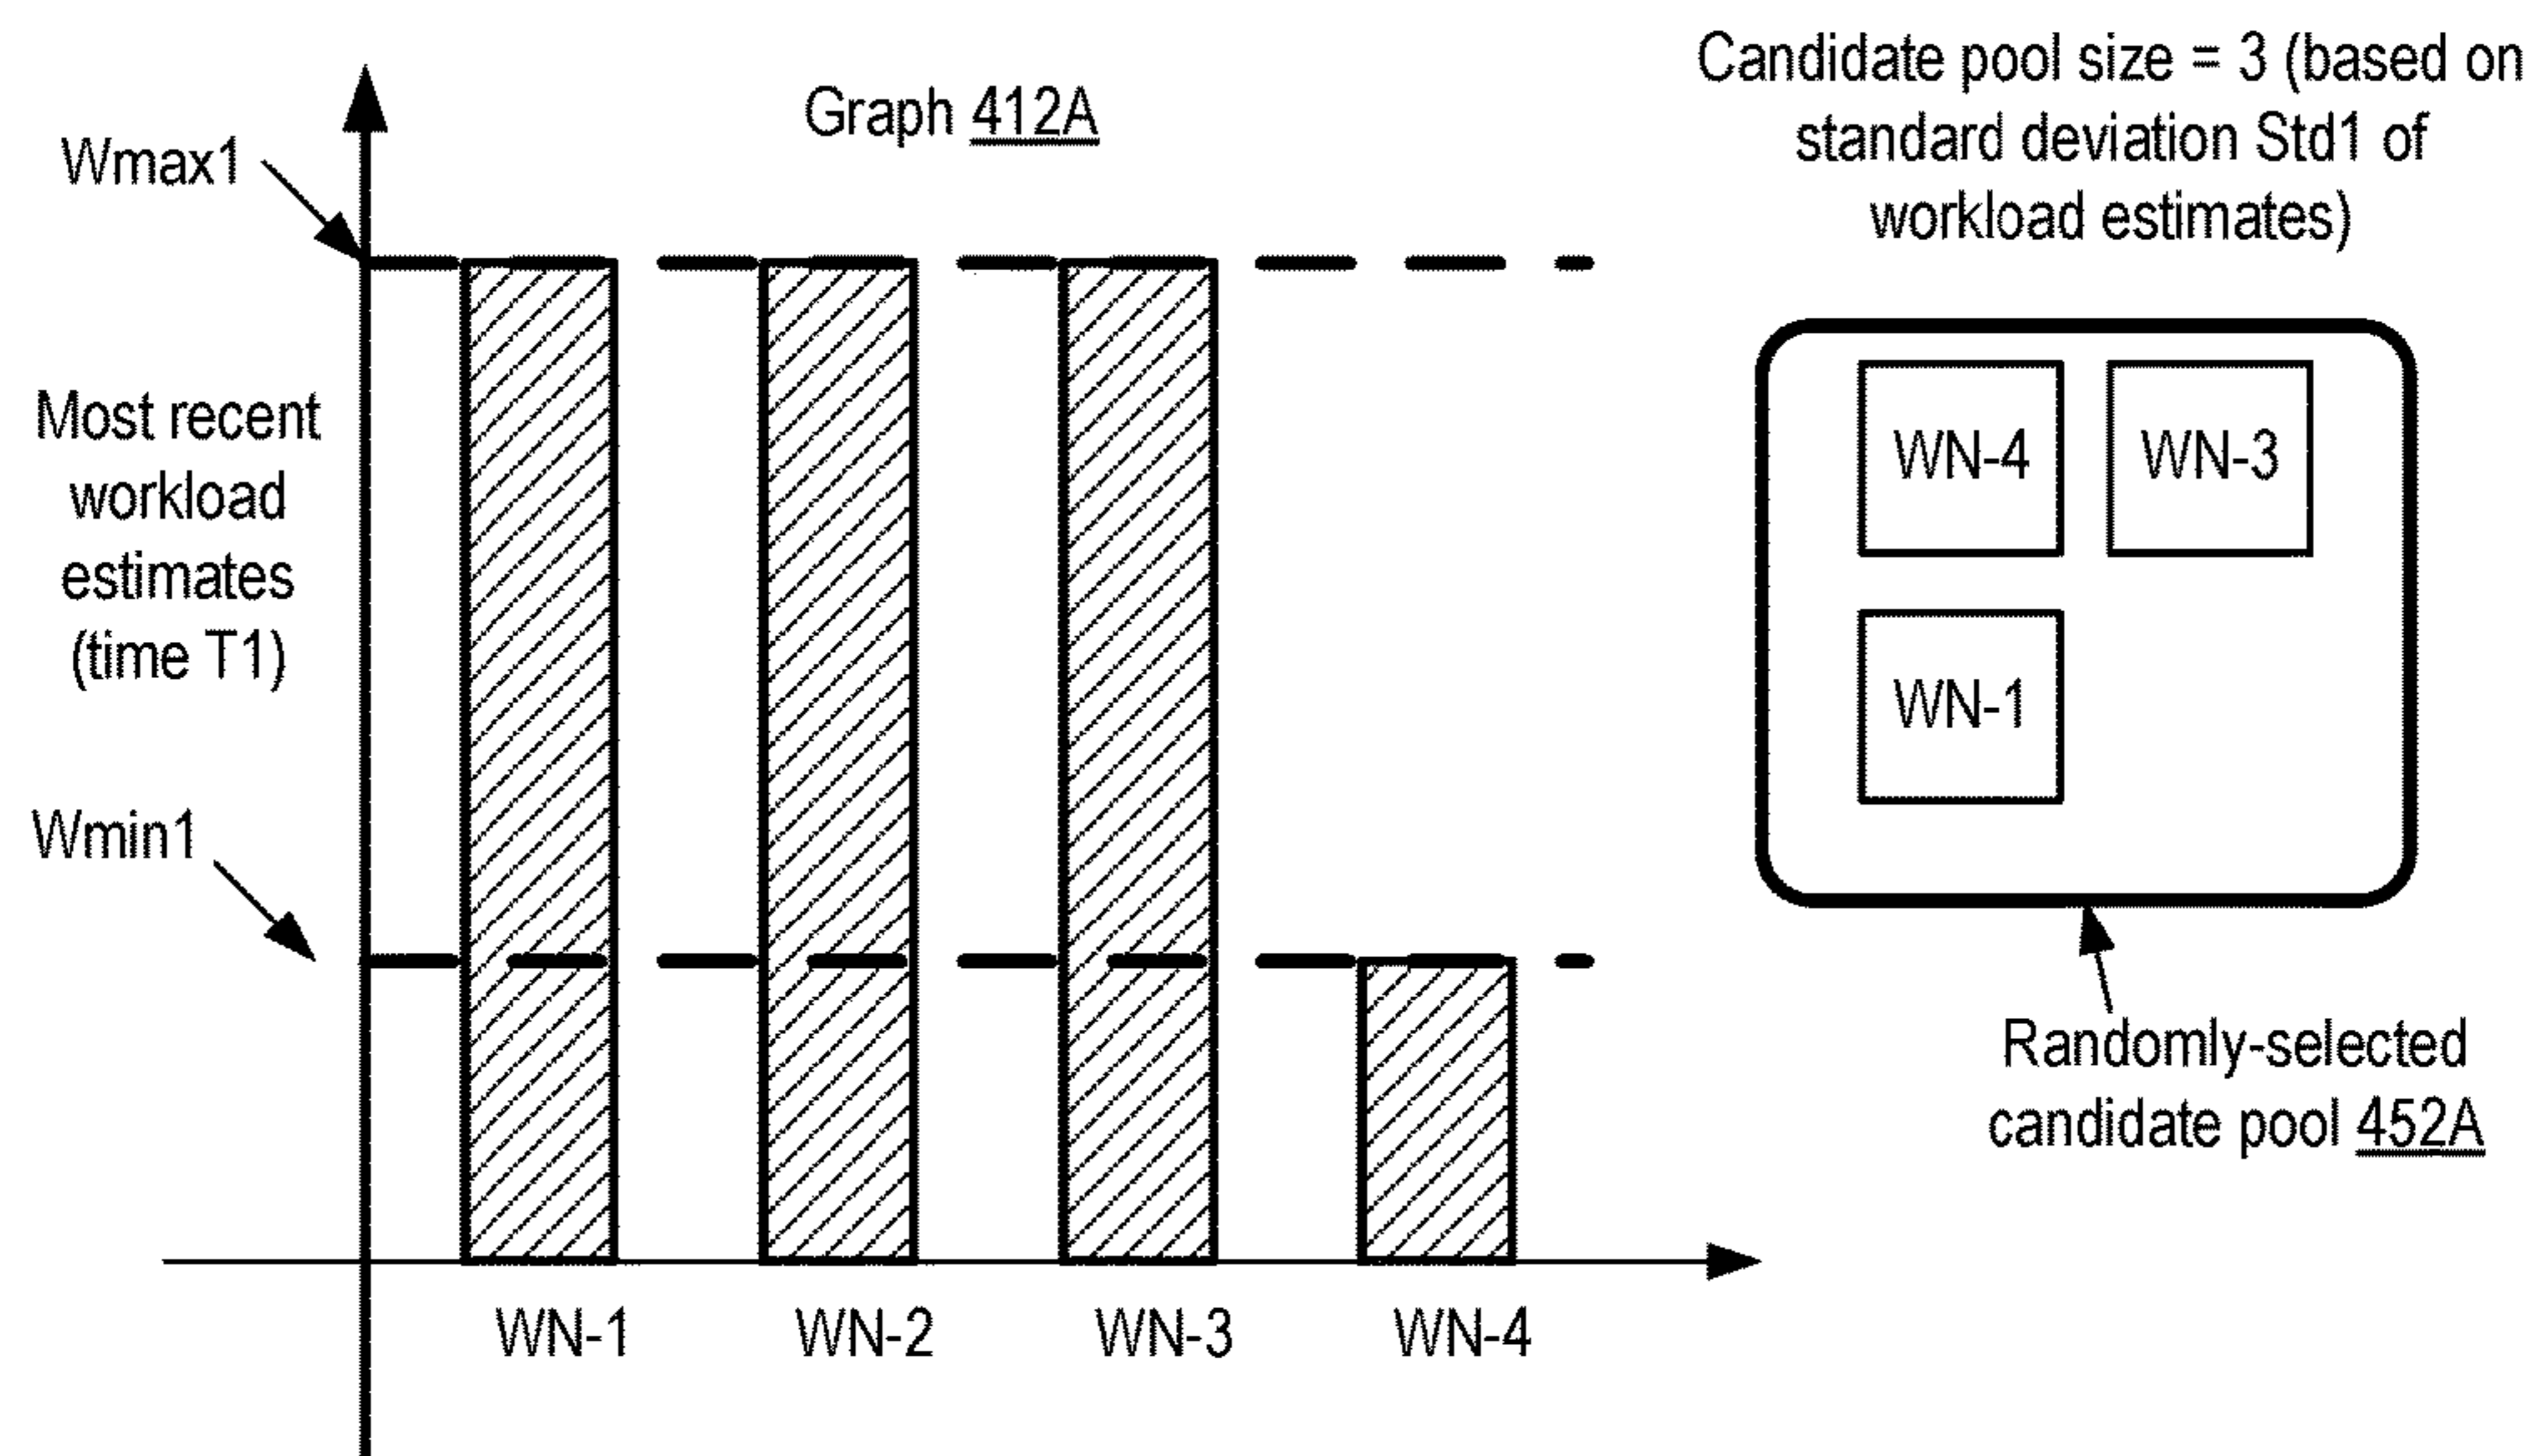 Graph 412A
Candidate pool size = 3 (based on
standard deviation Std1 of
workload estimates)
Wmax1
Most recent
workload
estimates
(time T1)
Wmin1
WN-4 WN-3
WN-1
Randomly-selected
candidate pool 452A
WN-1 WN-2 WN-3 WN-4